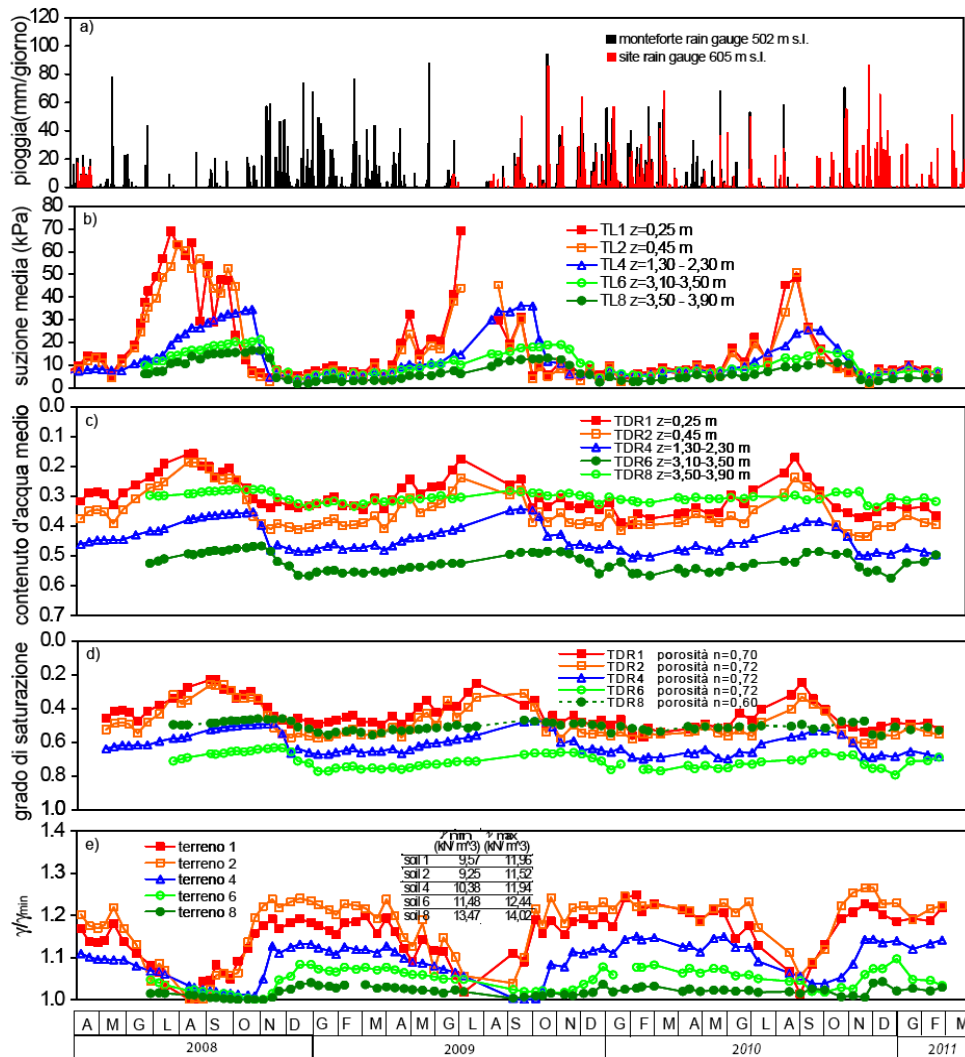 a)
120
100
80
60
40
20
0
pioggia(mm/giorno)
monteforte rain gauge 502 m s.l.
site rain gauge 605 m s.l.
b)
80
70
60
50
40
30
20
10
0
suzione media (kPa)
TL1 z=0,25 m
TL2 z=0,45 m
TL4 z=1,30 - 2,30 m
TL6 z=3,10-3,50 m
TL8 z=3,50 - 3,90 m
c)
0.0
0.1
0.2
0.3
0.4
0.5
0.6
0.7
contenuto d'acqua medio
TDR1 z=0,25 m
TDR2 z=0,45 m
TDR4 z=1,30-2,30 m
TDR6 z=3,10-3,50 m
TDR8 z=3,50-3,90 m
d)
0.0
0.2
0.4
0.6
0.8
1.0
grado di saturazione
TDR1 porosità n=0,70
TDR2 porosità n=0,72
TDR4 porosità n=0,72
TDR6 porosità n=0,72
TDR8 porosità n=0,60
e)
1.4
1.3
1.2
1.1
1.0
γ/γmin
terreno 1
terreno 2
terreno 4
terreno 6
terreno 8
γ min γ max
(kN/m^3) (kN/m^3)
soil 1 9,57 11,96
soil 2 9,25 11,52
soil 4 10,38 11,94
soil 6 11,48 12,44
soil 8 13,47 14,02
A M G L A S O N D G F M A M G L A S O N D G F M A M G L A S O N D G F M
2008 2009 2010 2011